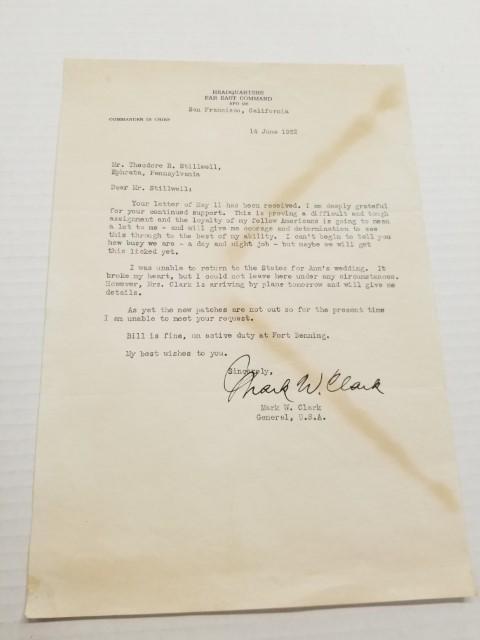 HEADQUARTERS
FAR EAST COMMAND
APO 500
San Francisco, California
COMMANDER IN CHIEF
14 June 1952
Mr. Theodore R. Stillwell,
Ephrata, Pennsylvania
Dear Mr. Stillwell:
Your letter of May 11 has been received. I am deeply grateful
for your continued support. This is proving a difficult and tough
assignment and the loyalty of my fellow Americans is going to mean
a lot to me - and will give me courage and determination to see
this through to the best of my ability. I can't begin to tell you
how busy we are - a day and night job - but maybe we will get
this licked yet.
I was unable to return to the States for Ann's wedding. It
broke my heart, but I could not leave here under any circumstances.
However, Mrs. Clark is arriving by plane tomorrow and will give me
details.
As yet the new patches are not out so for the present time
I am unable to meet your request.
Bill is fine, on active duty at Fort Benning.
My best wishes to you.
Sincerely,
Mark W. Clark
Mark W. Clark
General, U.S.A.